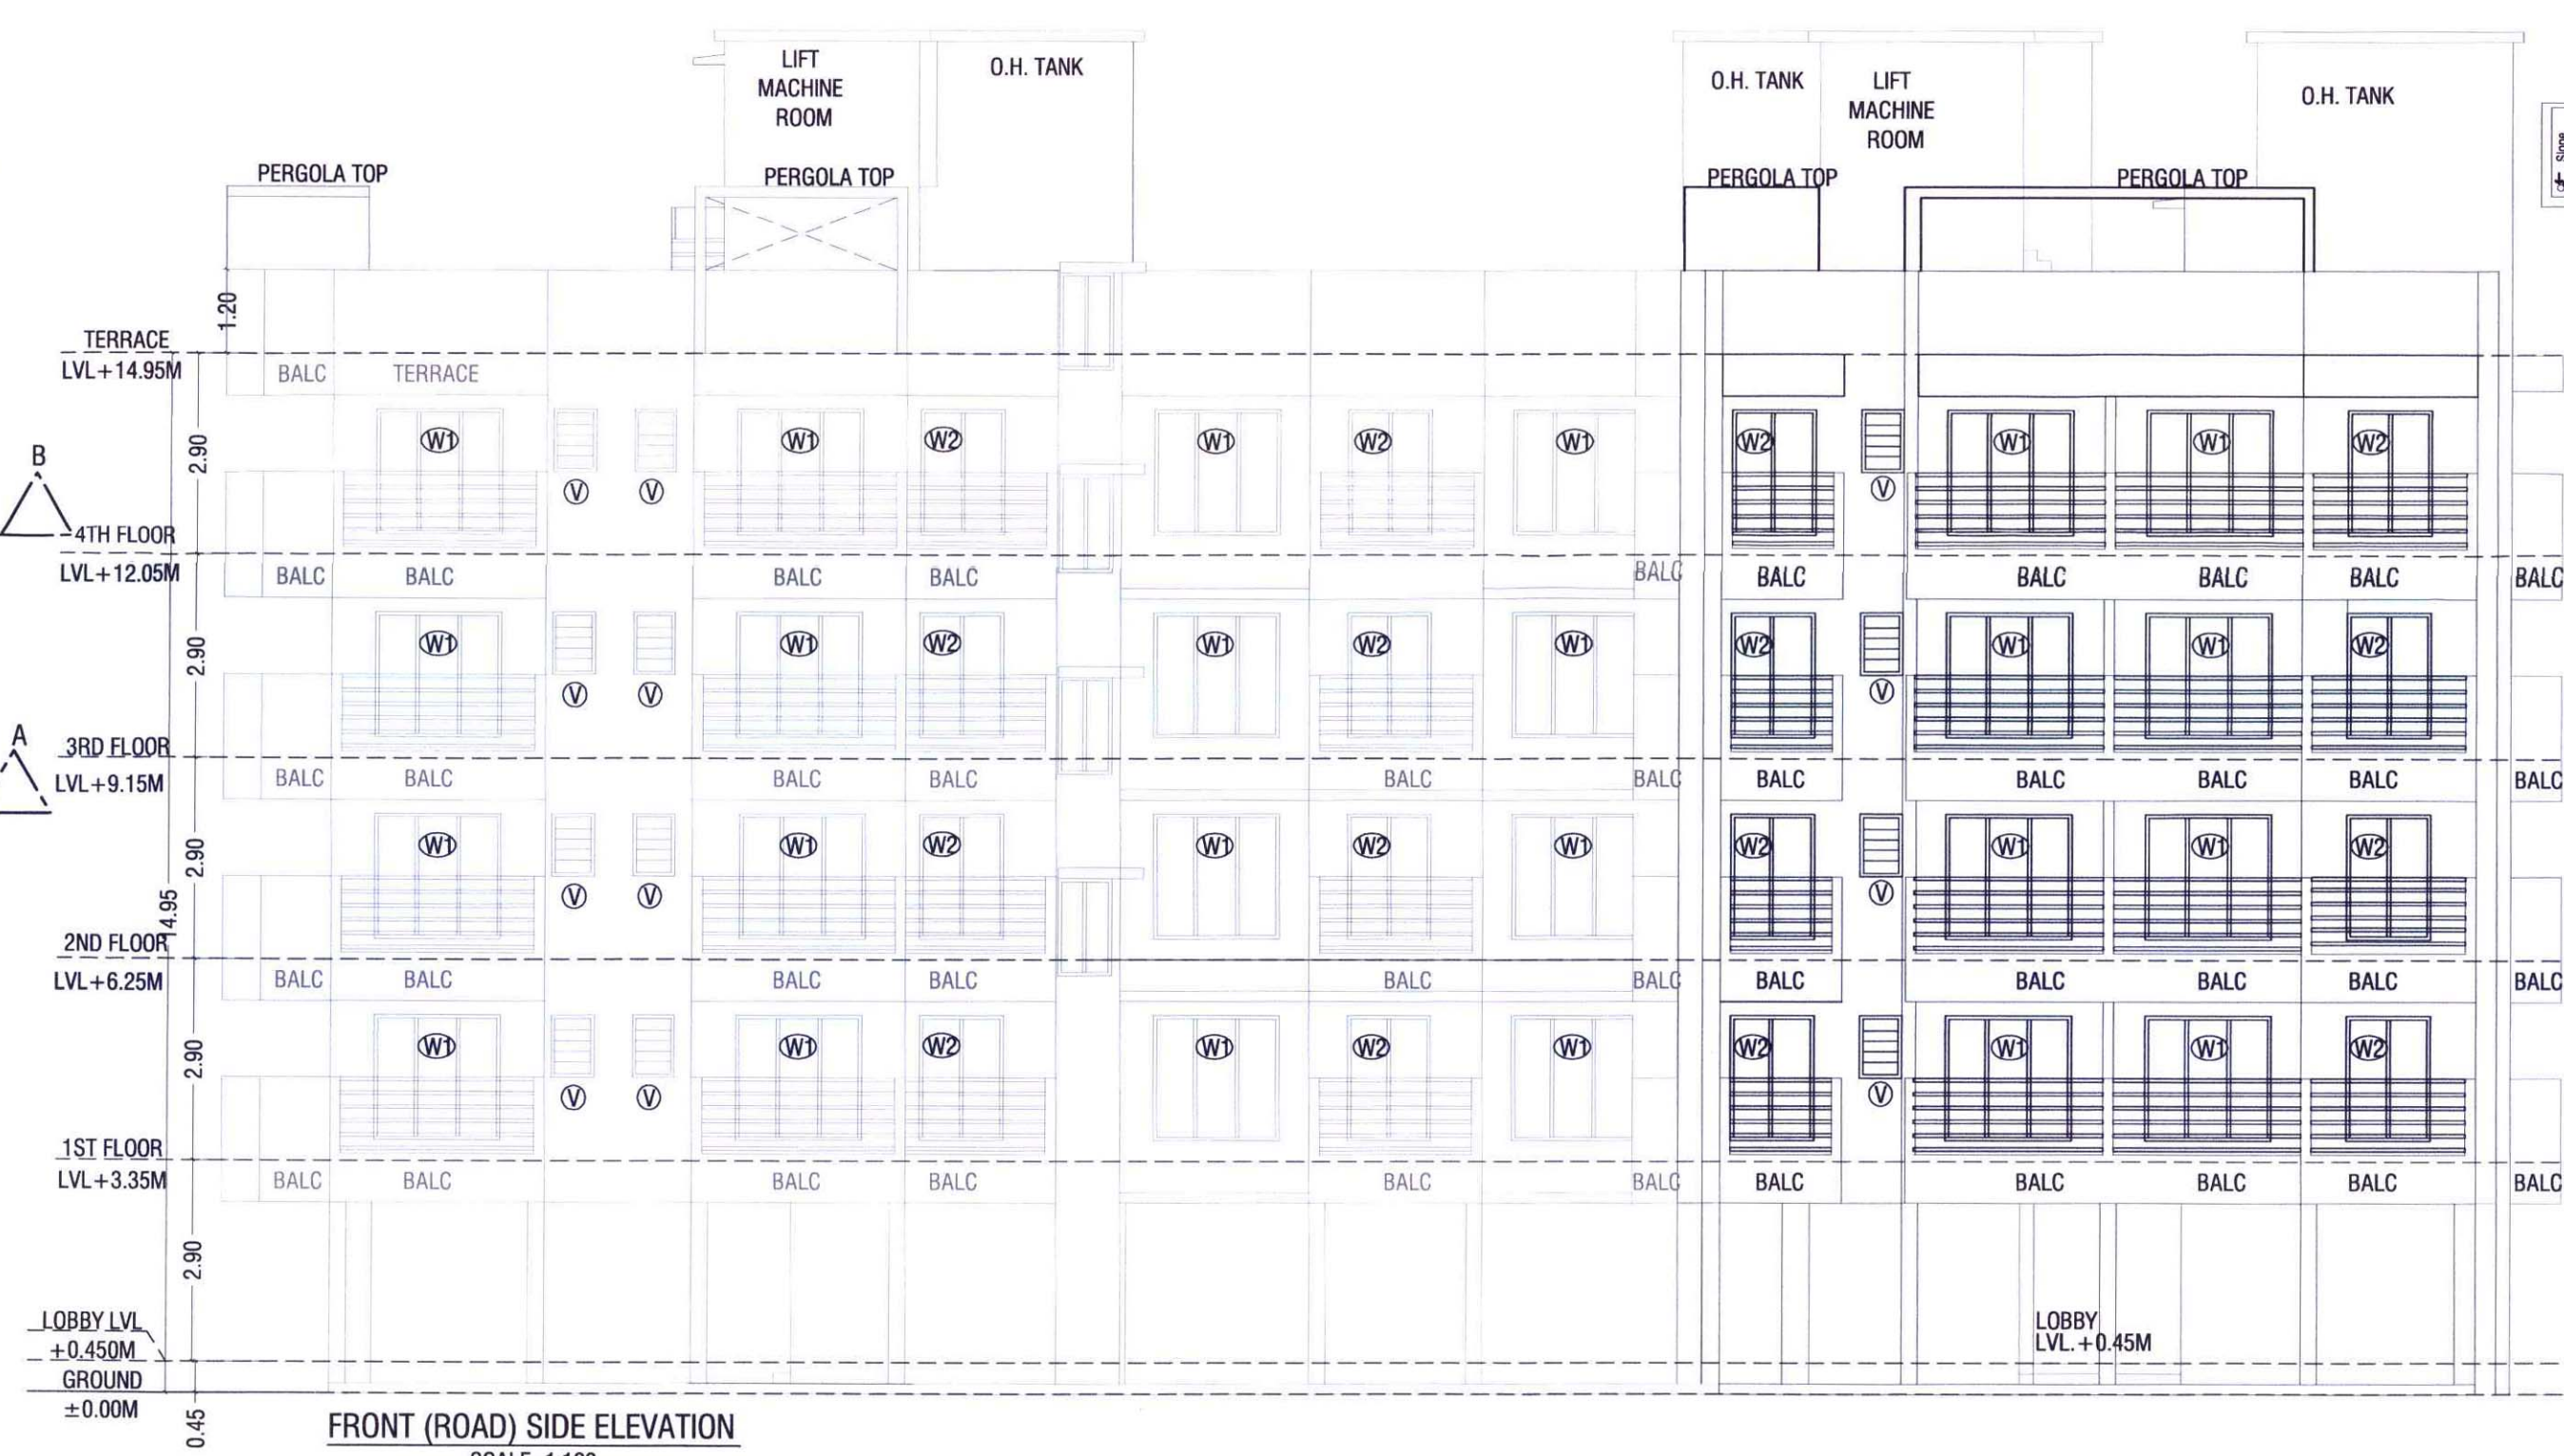 LIFT
MACHINE
ROOM
O.H. TANK
O.H. TANK
LIFT
MACHINE
ROOM
O.H. TANK
Slope
PERGOLA TOP
PERGOLA TOP
PERGOLA TOP
PERGOLA TOP
1.20
TERRACE
LVL+14.95M
BALC TERRACE
2.90
W1 W1 W2 W1 W2 W1 W2 W1 W1 W2
V V V
B
4TH FLOOR
LVL+12.05M
BALC BALC BALC BALC BALC BALC BALC BALC BALC BALC
2.90
W1 W1 W2 W1 W2 W1 W2 W1 W1 W2
V V V
A
3RD FLOOR
LVL+9.15M
BALC BALC BALC BALC BALC BALC BALC BALC BALC BALC BALC
2.90
W1 W1 W2 W1 W2 W1 W2 W1 W1 W2
V V V
14.95
2ND FLOOR
LVL+6.25M
BALC BALC BALC BALC BALC BALC BALC BALC BALC BALC BALC
2.90
W1 W1 W2 W1 W2 W1 W2 W1 W1 W2
V V V
1ST FLOOR
LVL+3.35M
BALC BALC BALC BALC BALC BALC BALC BALC BALC BALC BALC
2.90
LOBBY LVL
+0.450M
LOBBY
LVL.+0.45M
GROUND
±0.00M
0.45
FRONT (ROAD) SIDE ELEVATION